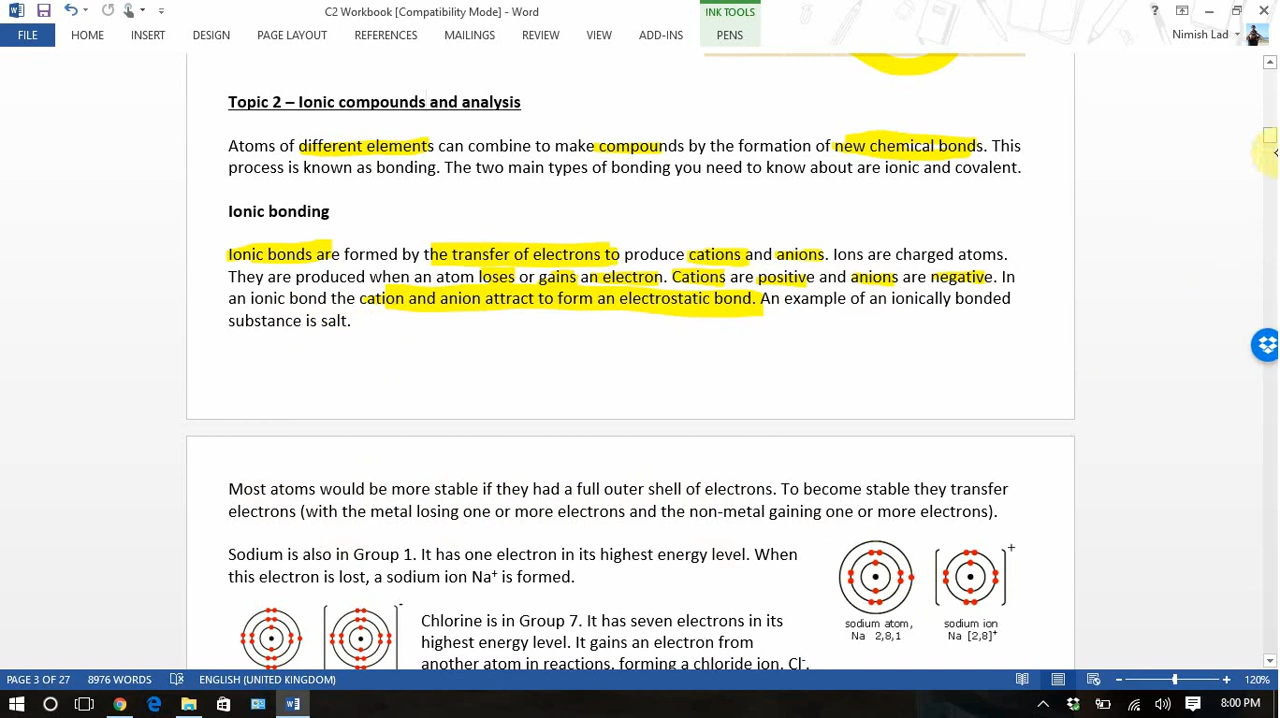 C2 Workbook [Compatibility Mode] - Word
INK TOOLS
FILE
HOME
INSERT
DESIGN
PAGE LAYOUT
REFERENCES
MAILINGS
REVIEW
VIEW
ADD-INS
PENS
Nimish Lad
Topic 2 – Ionic compounds and analysis
Atoms of different elements can combine to make compounds by the formation of new chemical bonds. This
process is known as bonding. The two main types of bonding you need to know about are ionic and covalent.
Ionic bonding
Ionic bonds are formed by the transfer of electrons to produce cations and anions. Ions are charged atoms.
They are produced when an atom loses or gains an electron. Cations are positive and anions are negative. In
an ionic bond the cation and anion attract to form an electrostatic bond. An example of an ionically bonded
substance is salt.
Most atoms would be more stable if they had a full outer shell of electrons. To become stable they transfer
electrons (with the metal losing one or more electrons and the non-metal gaining one or more electrons).
Sodium is also in Group 1. It has one electron in its highest energy level. When
this electron is lost, a sodium ion Na⁺ is formed.
+
sodium atom,
Na 2,8,1
sodium ion
Na [2,8]⁺
-
Chlorine is in Group 7. It has seven electrons in its
highest energy level. It gains an electron from
another atom in reactions, forming a chloride ion, Cl⁻.
PAGE 3 OF 27
8976 WORDS
ENGLISH (UNITED KINGDOM)
120%
8:00 PM